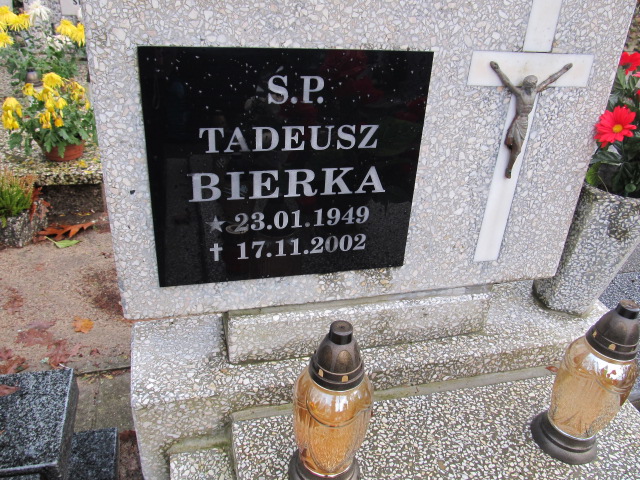 Ś.P.
TADEUSZ
BIERKA
★23.01.1949
✝ 17.11.2002